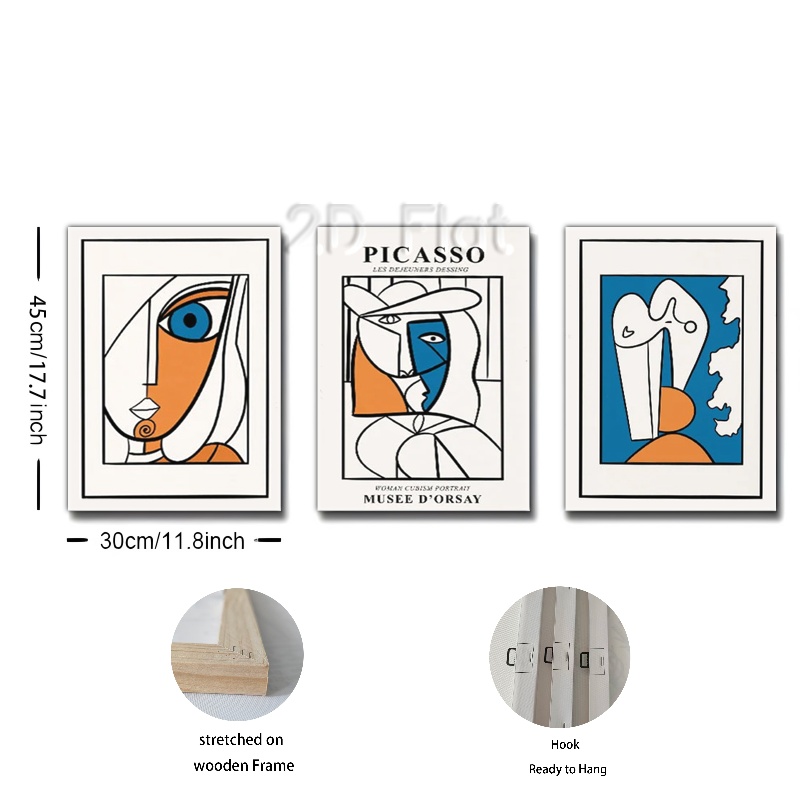 2D Flat
PICASSO
LES DEJEUNERS DESSING
45cm/17.7inch
WOMAN CUBISM PORTRAIT
MUSEE D'ORSAY
30cm/11.8inch
stretched on
wooden Frame
Hook
Ready to Hang